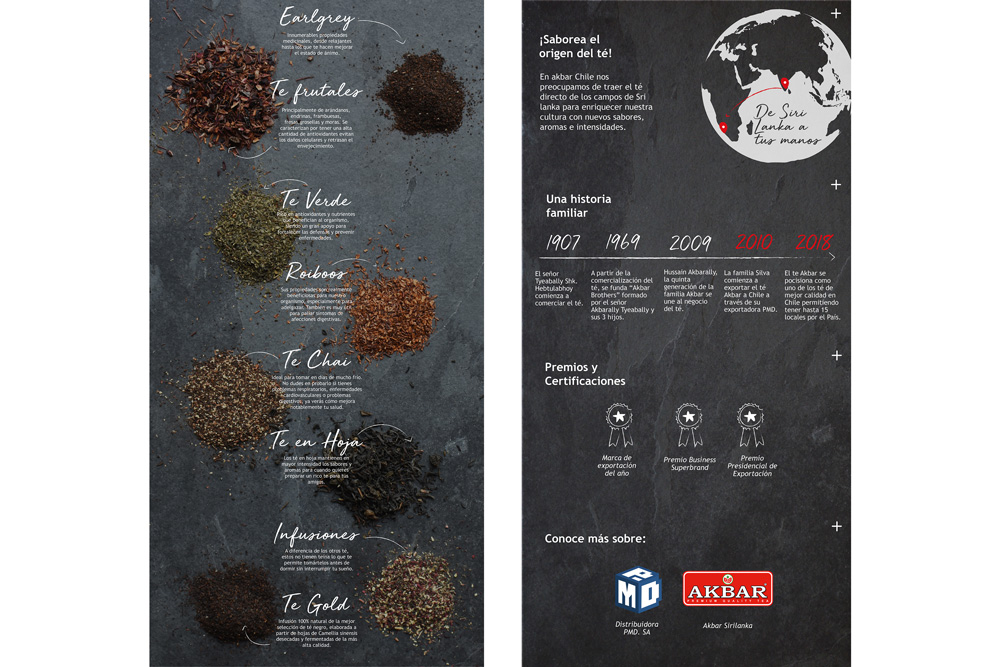 Earlgrey
Innumerables propiedades
medicinales, desde relajantes
hasta los que te hacen mejorar
el estado de ánimo.
Te frutales
Principalmente de arándanos,
endrinas, frambuesas,
fresas, grosellas y moras. Se
caracterizan por tener una alta
cantidad de antioxidantes evitan
los daños celulares y retrasan el
envejecimiento.
Te Verde
Rico en antioxidantes y nutrientes
que benefician al organismo,
siendo un gran apoyo para
fortalecer las defensas y prevenir
enfermedades.
Roiboos
Sus propiedades son realmente
beneficiosas para nuestro
organismo, especialmente para
adelgazar. También es muy útil
para paliar síntomas de
afecciones digestivas.
Te Chai
Ideal para tomar en días de mucho frío.
No dudes en probarlo si tienes
problemas respiratorios, enfermedades
cardiovasculares o problemas
digestivos, ya verás cómo mejora
notablemente tu salud.
Te en Hoja
Los té en hoja mantienen en
mayor intensidad los sabores y
aromas para cuando quieres
preparar un rico te para tus
amigos.
Infusiones
A diferencia de los otros té,
estos no tienen teína lo que te
permite tomártelos antes de
dormir sin interrumpir tu sueño.
Te Gold
Infusión 100% natural de la mejor
selección de té negro, elaborada a
partir de hojas de Camellia sinensis
desecadas y fermentadas de la más
alta calidad.
¡Saborea el
origen del té!
En akbar Chile nos
preocupamos de traer el té
directo de los campos de Sri
lanka para enriquecer nuestra
cultura con nuevos sabores,
aromas e intensidades.
De Siri
Lanka a
tus manos
Una historia
familiar
1907 1969 2009 2010 2018
El señor
Tyeabally Shk.
Hebtulabhoy
comienza a
comerciar el té.
A partir de la
comercialización del
té, se funda “Akbar
Brothers” formado
por el señor
Akbarally Tyeabally y
sus 3 hijos.
Hussain Akbarally,
la quinta
generación de la
familia Akbar se
une al negocio
del té.
La familia Silva
comienza a
exportar el té
Akbar a Chile a
través de su
exportadora PMD.
El te Akbar se
pocisiona como
uno de los té de
mejor calidad en
Chile permitiendo
tener hasta 15
locales por el País.
Premios y
Certificaciones
Marca de
exportación
del año
Premio Business
Superbrand
Premio
Presidencial de
Exportación
Conoce más sobre:
PMD
Distribuidora
PMD. SA
AKBAR
PREMIUM QUALITY TEA
Akbar Sirilanka